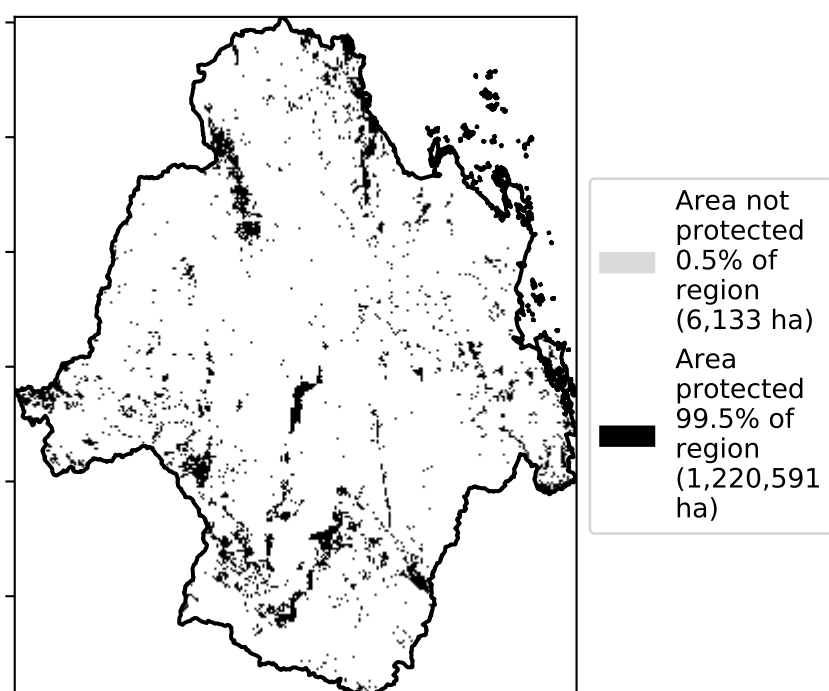 Area not
protected
0.5% of
region
(6,133 ha)
Area
protected
99.5% of
region
(1,220,591
ha)